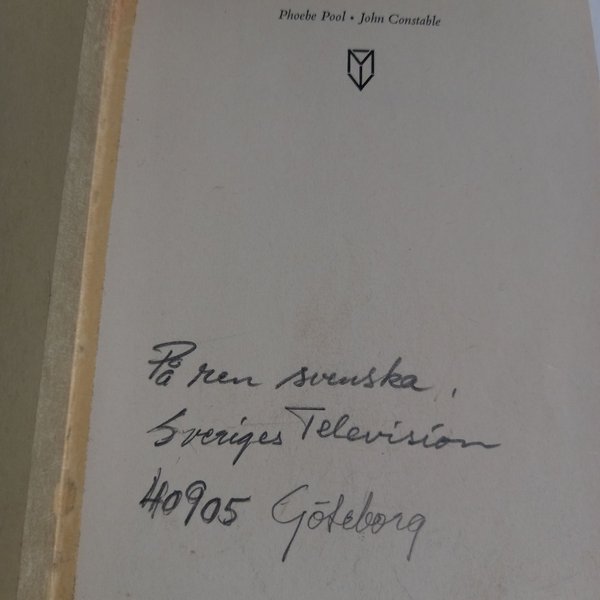 Phoebe Pool • John Constable
På ren svenska,
Sveriges Television
40905 Göteborg